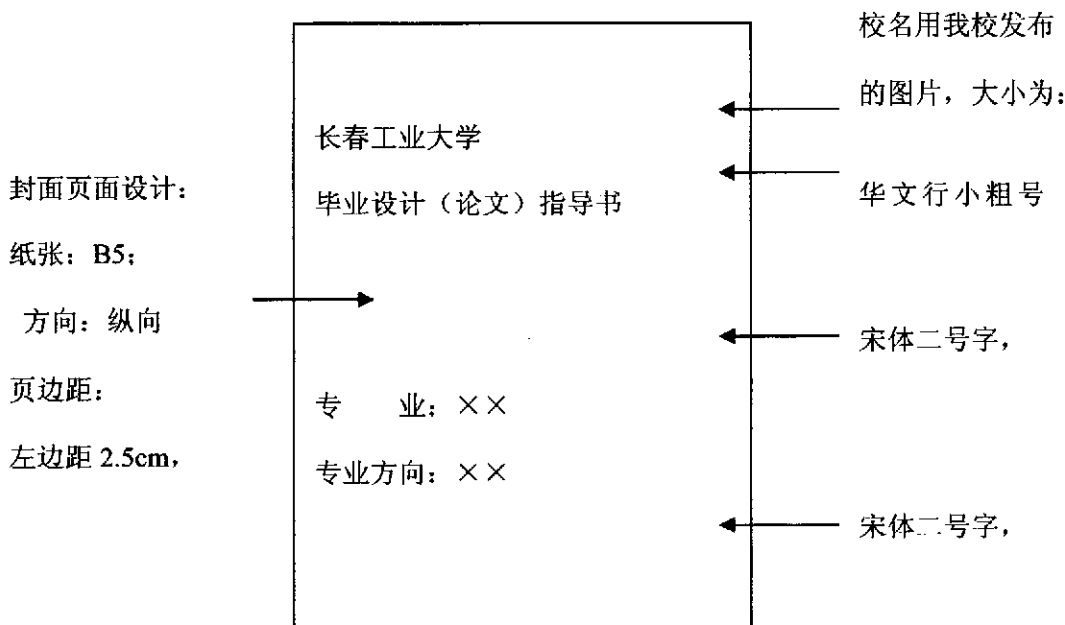 封面页面设计：
纸张：B5；
方向：纵向
页边距：
左边距 2.5cm，
长春工业大学
毕业设计（论文）指导书
专　　业：××
专业方向：××
校名用我校发布
的图片，大小为：
华文行小粗号
宋体二号字，
宋体二号字，